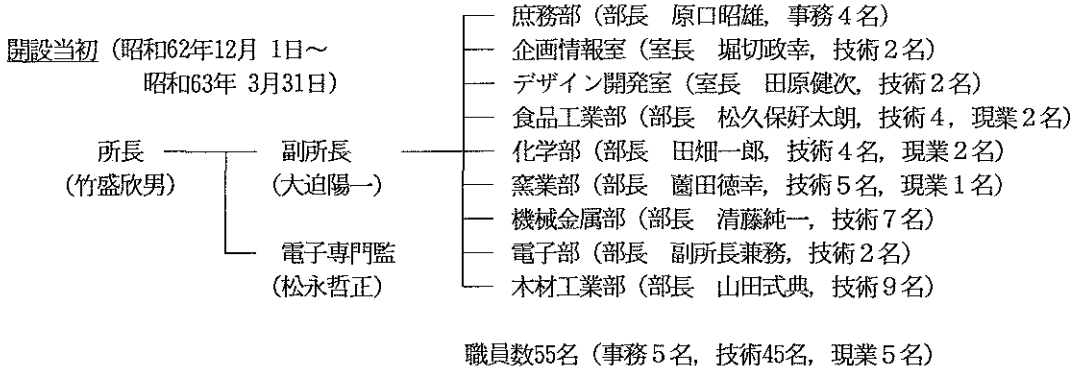 開設当初（昭和62年12月 1日～
昭和63年 3月31日）
所長
（竹盛欣男）
副所長
（大迫陽一）
電子専門監
（松永哲正）
庶務部（部長　原口昭雄，事務４名）
企画情報室（室長　堀切政幸，技術２名）
デザイン開発室（室長　田原健次，技術２名）
食品工業部（部長　松久保好太朗，技術４，現業２名）
化学部（部長　田畑一郎，技術４名，現業２名）
窯業部（部長　薗田徳幸，技術５名，現業１名）
機械金属部（部長　清藤純一，技術７名）
電子部（部長　副所長兼務，技術２名）
木材工業部（部長　山田式典，技術９名）
職員数55名（事務５名，技術45名，現業５名）